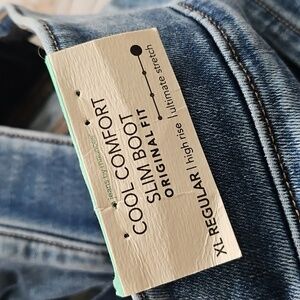 COOL COMFORT
SLIM BOOT
ORIGINAL FIT
XL REGULAR | high rise | ultimate stretch